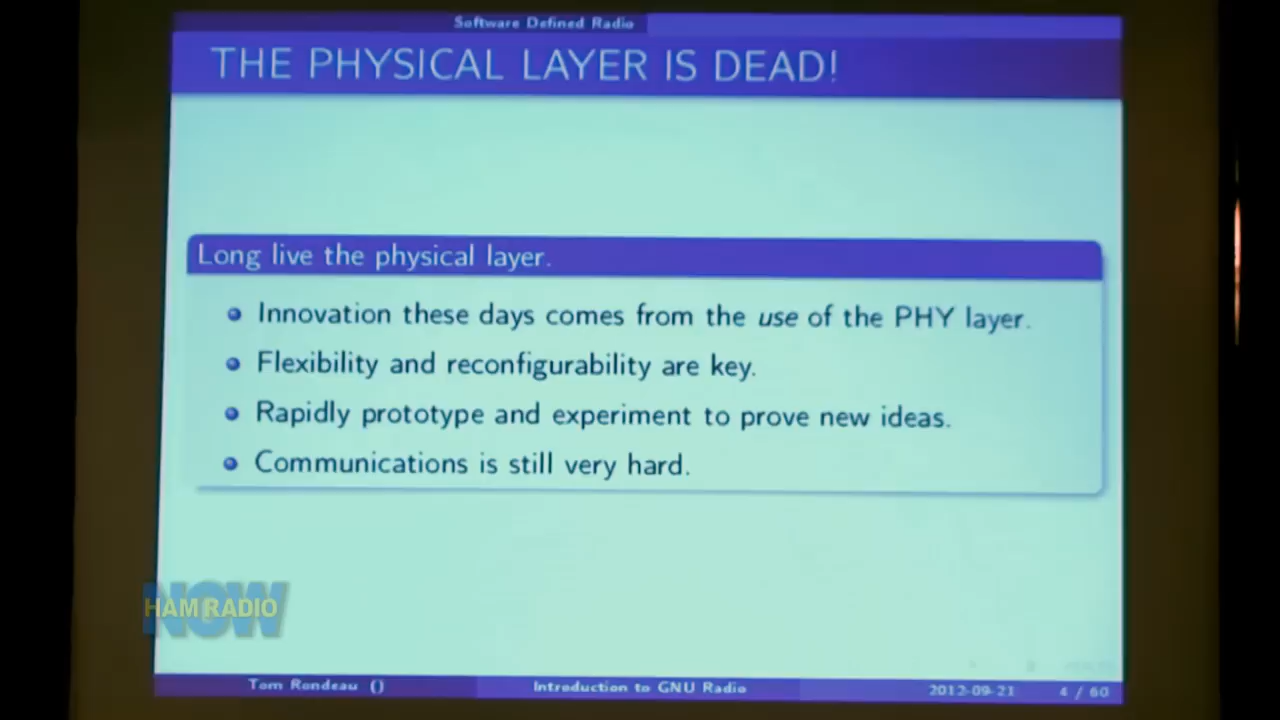 Software Defined Radio
THE PHYSICAL LAYER IS DEAD!
Long live the physical layer.
Innovation these days comes from the use of the PHY layer.
Flexibility and reconfigurability are key.
Rapidly prototype and experiment to prove new ideas.
Communications is still very hard.
NOW
HAM RADIO
Tom Rondeau ()
Introduction to GNU Radio
2012-09-21
4 / 60